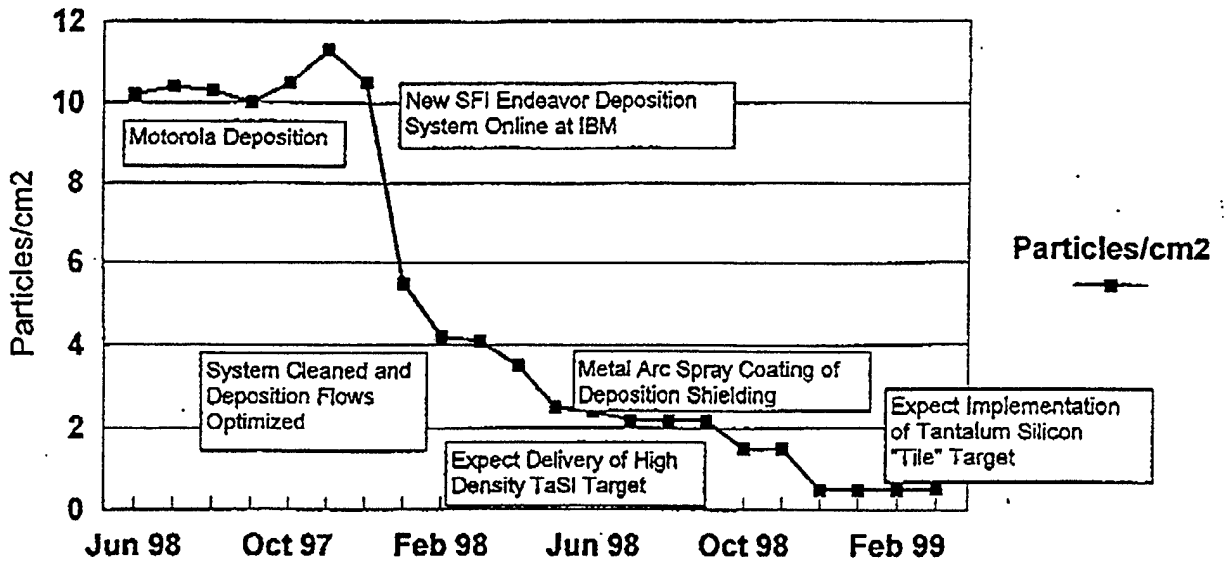 12
10
8
6
4
2
0
Particles/cm2
Motorola Deposition
New SFI Endeavor Deposition
System Online at IBM
System Cleaned and
Deposition Flows
Optimized
Metal Arc Spray Coating of
Deposition Shielding
Expect Delivery of High
Density TaSi Target
Expect Implementation
of Tantalum Silicon
"Tile" Target
Particles/cm2
Jun 98 Oct 97 Feb 98 Jun 98 Oct 98 Feb 99